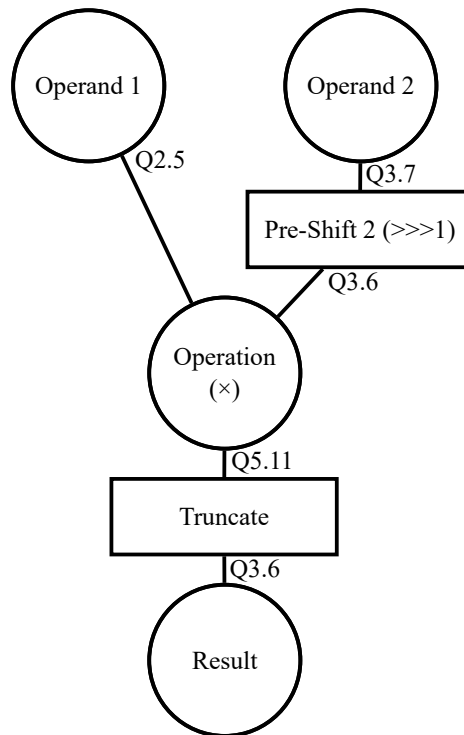 Operand 1
Operand 2
Q2.5
Q3.7
Pre-Shift 2 (>>>1)
Q3.6
Operation
(×)
Q5.11
Truncate
Q3.6
Result